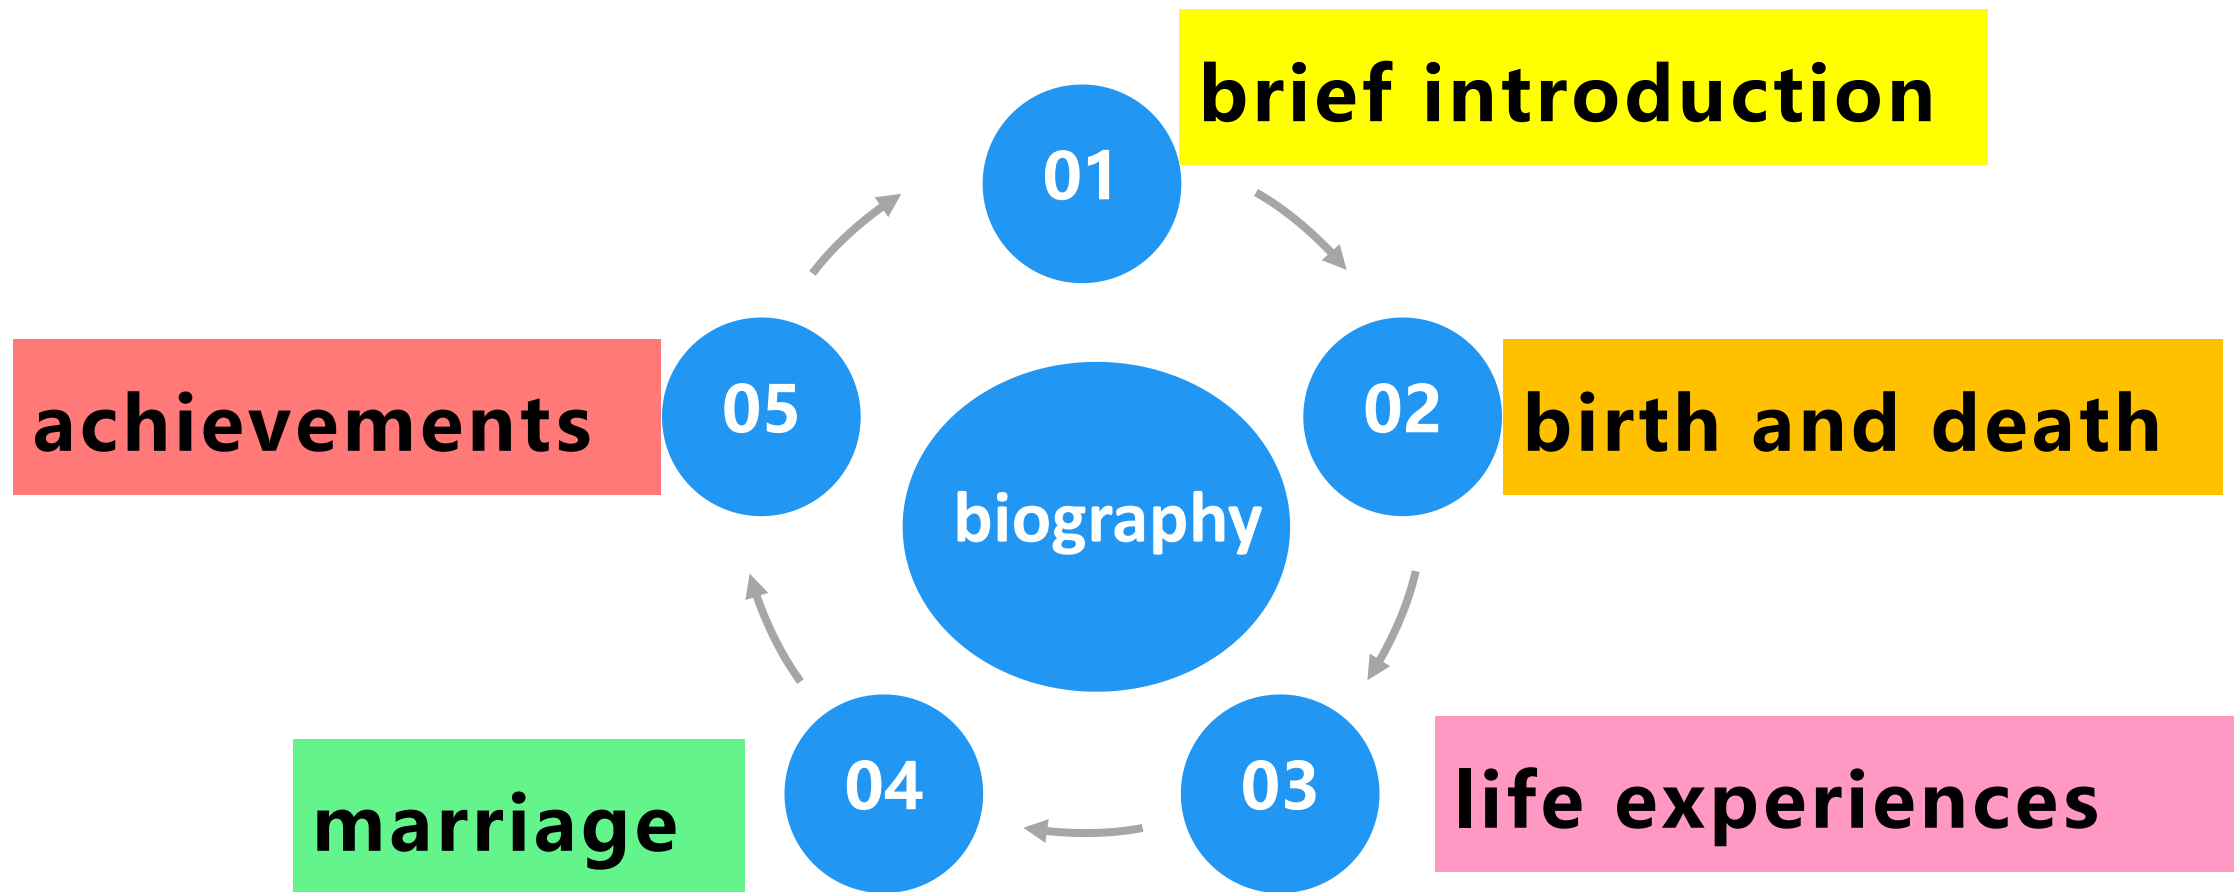 01
brief introduction
02
birth and death
03
life experiences
04
marriage
05
achievements
biography